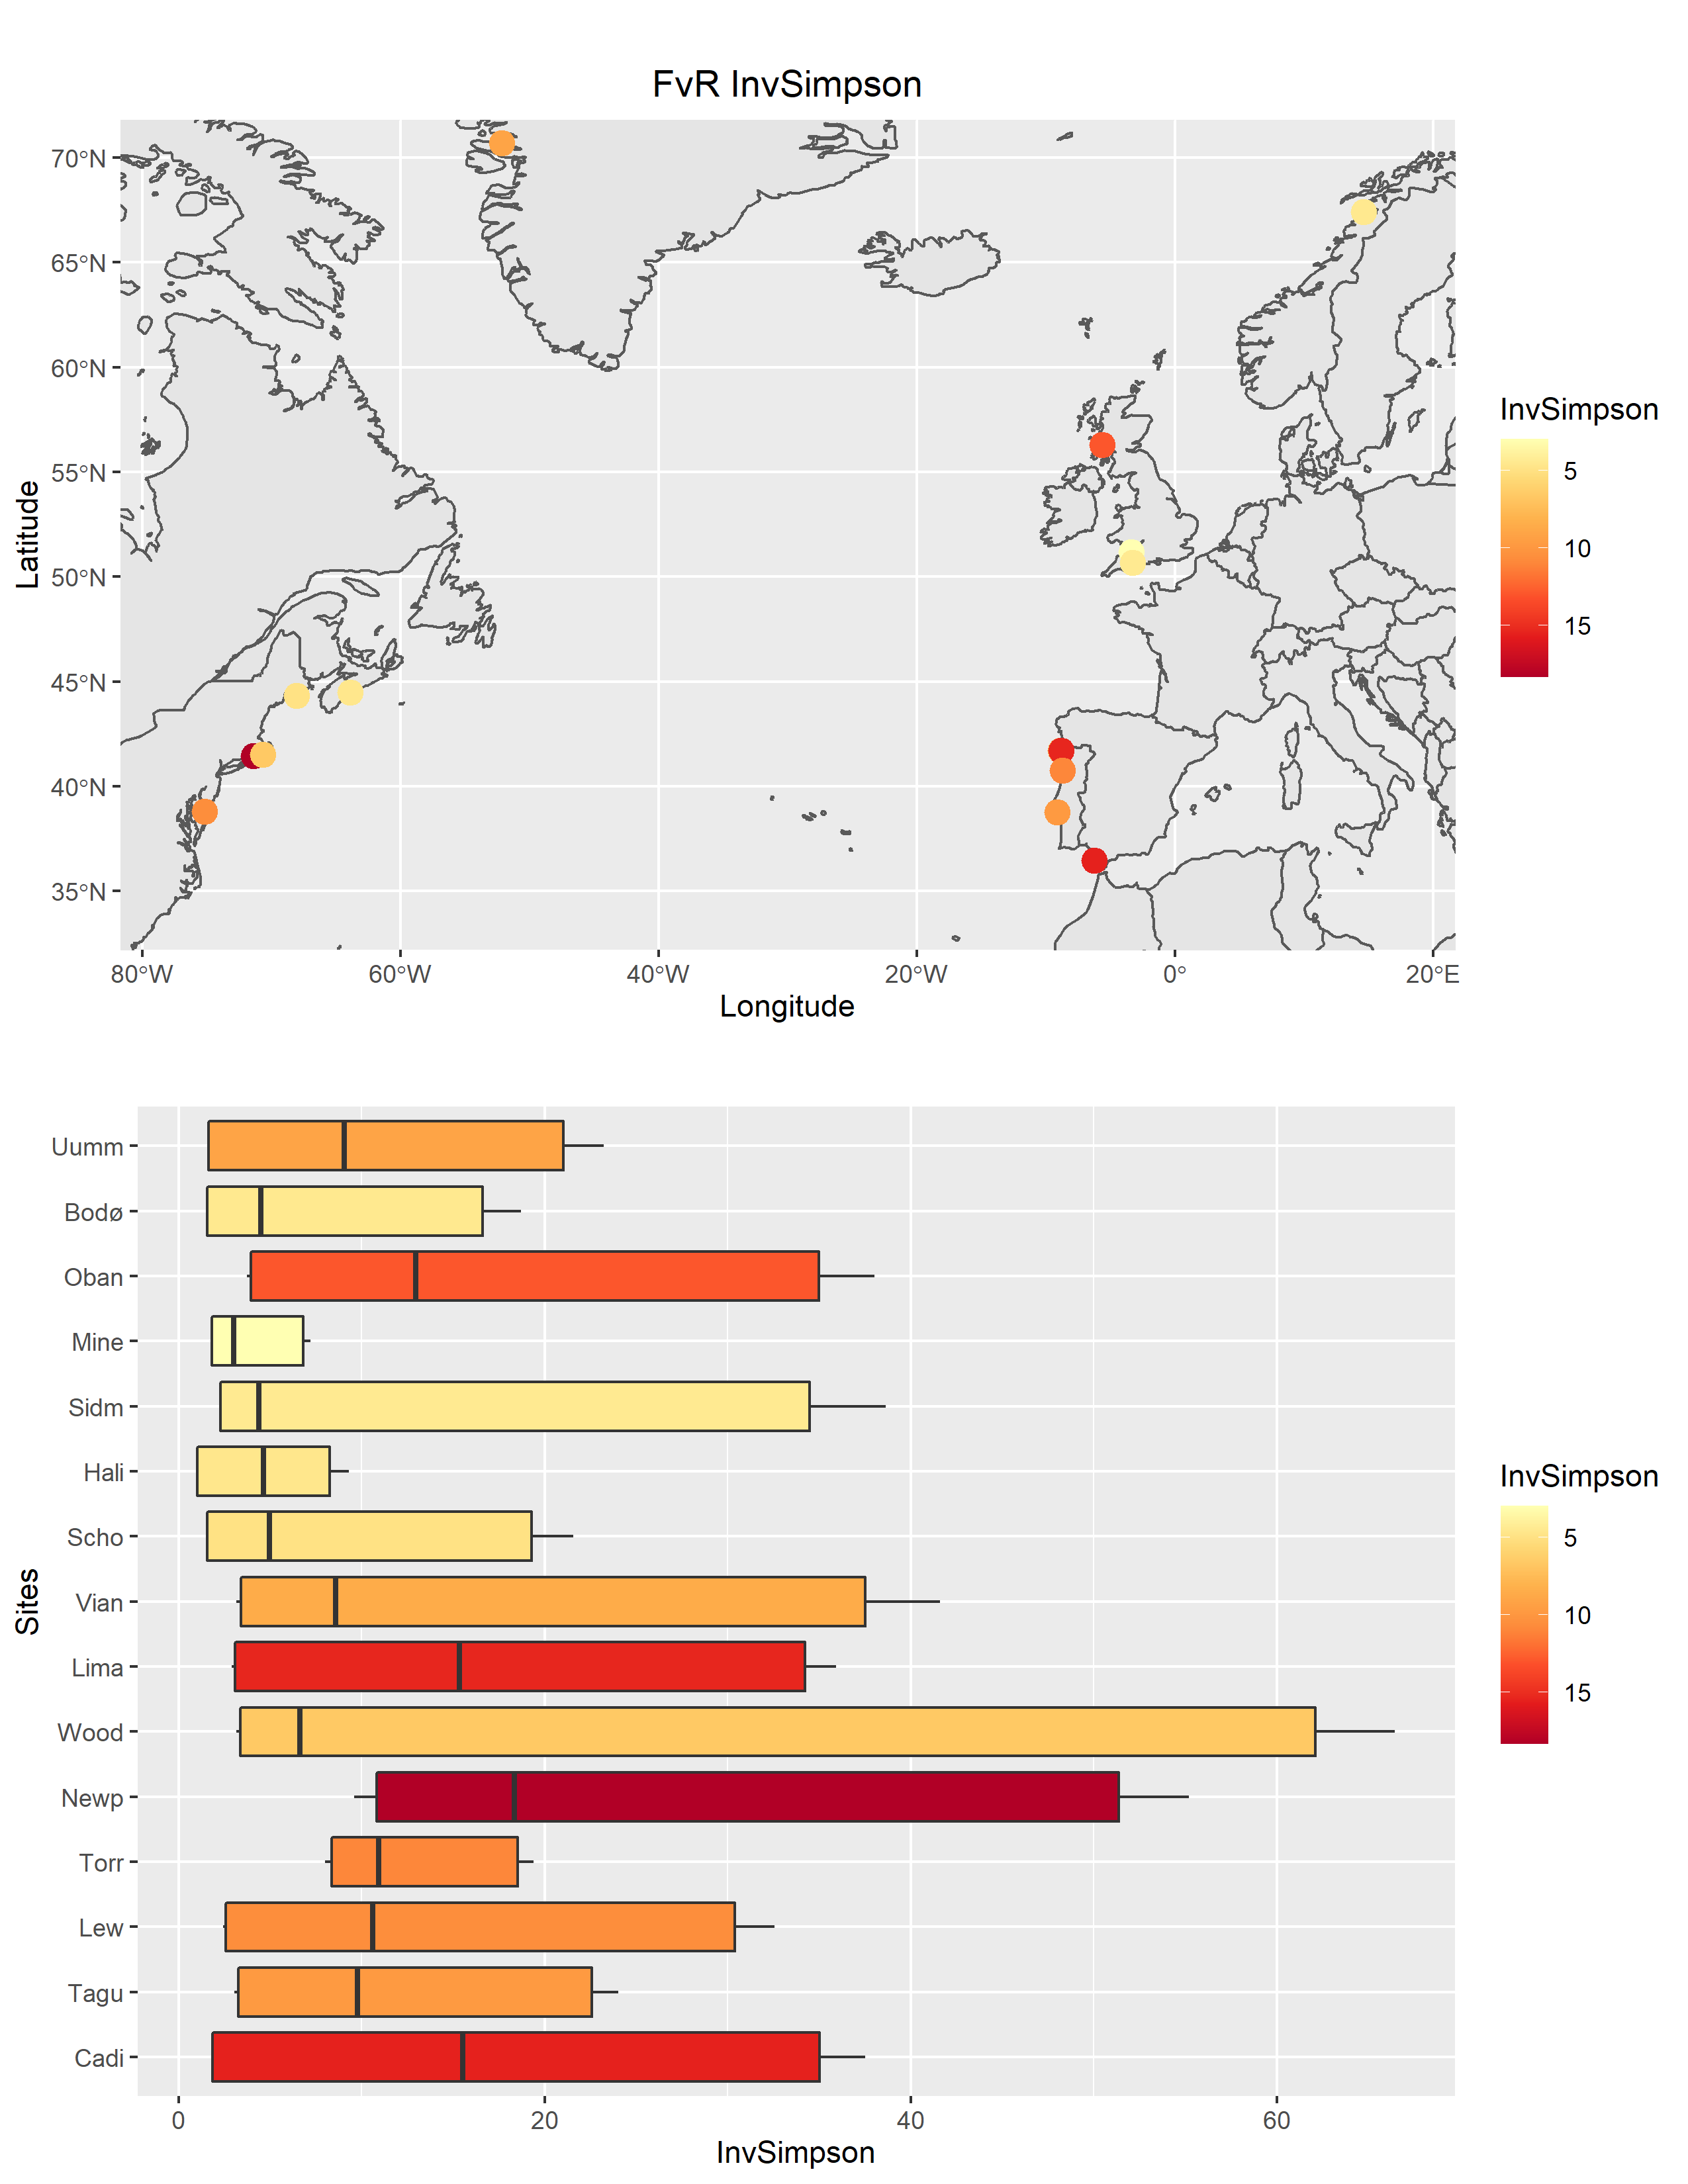 FvR InvSimpson
70°N
65°N
60°N
55°N
50°N
45°N
40°N
35°N
Latitude
80°W 60°W 40°W 20°W 0° 20°E
Longitude
InvSimpson
5
10
15
Uumm
Bodø
Oban
Mine
Sidm
Hali
Scho
Vian
Lima
Wood
Newp
Torr
Lew
Tagu
Cadi
Sites
0 20 40 60
InvSimpson
InvSimpson
5
10
15